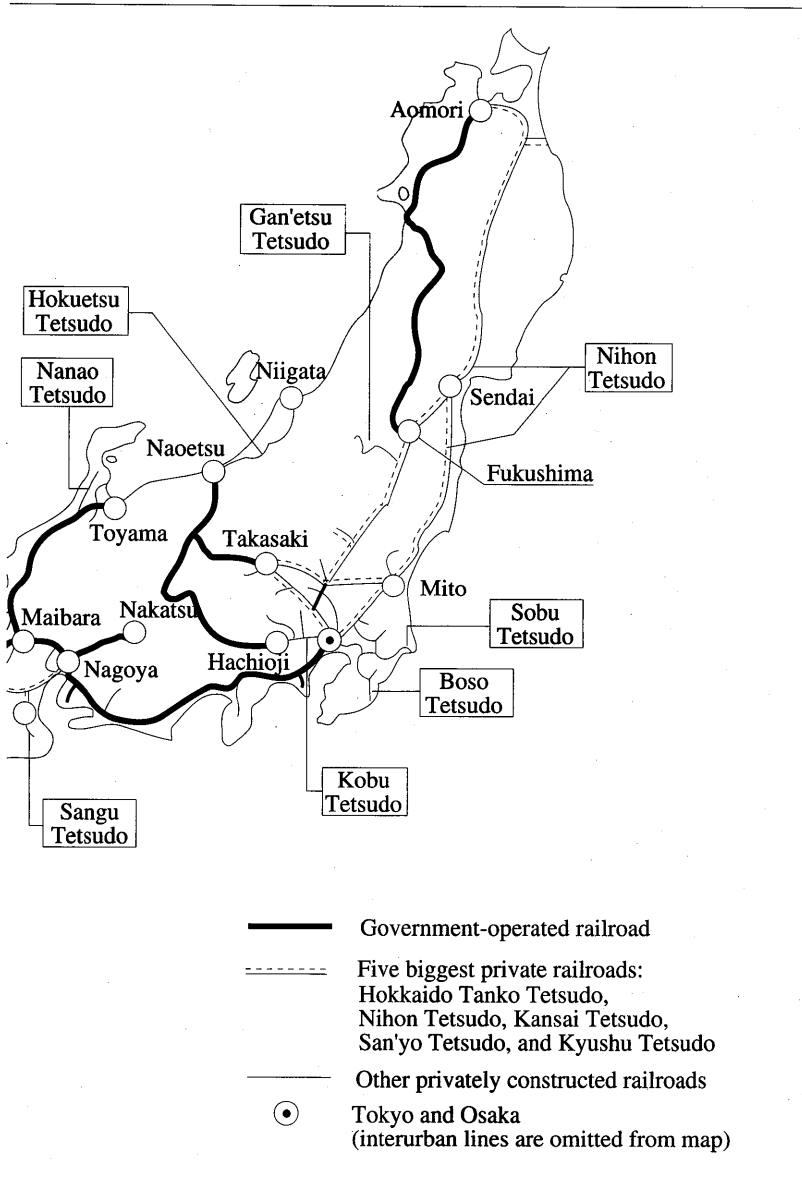 Aomori
Gan'etsu
Tetsudo
Hokuetsu
Tetsudo
Nanao
Tetsudo
Niigata
Nihon
Tetsudo
Sendai
Naoetsu
Fukushima
Toyama
Takasaki
Mito
Maibara
Nakatsu
Sobu
Tetsudo
Nagoya
Hachioji
Boso
Tetsudo
Kobu
Tetsudo
Sangu
Tetsudo
Government-operated railroad
Five biggest private railroads:
Hokkaido Tanko Tetsudo,
Nihon Tetsudo, Kansai Tetsudo,
San'yo Tetsudo, and Kyushu Tetsudo
Other privately constructed railroads
Tokyo and Osaka
(interurban lines are omitted from map)